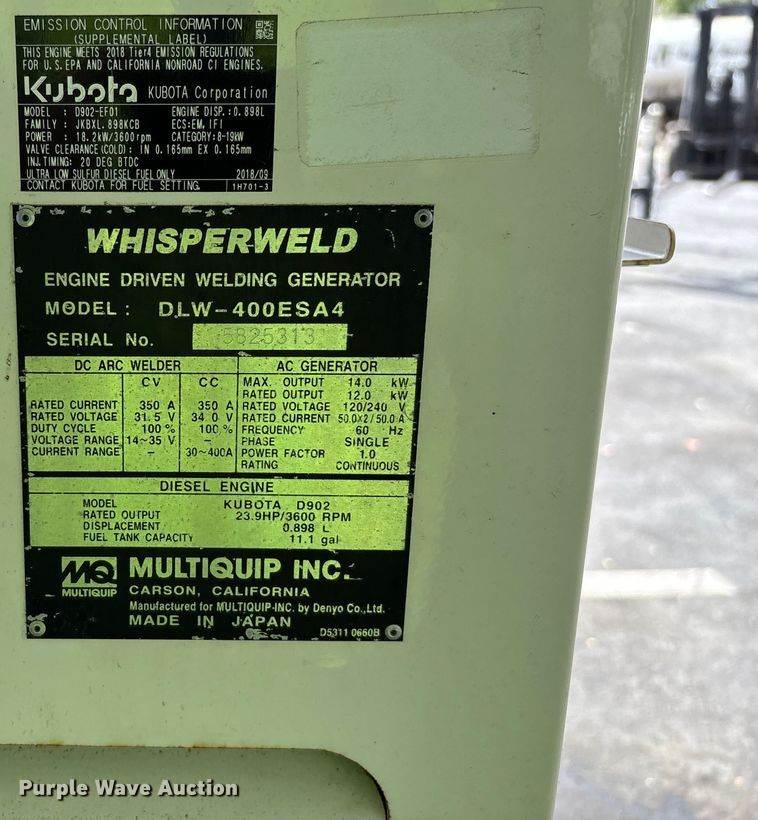 EMISSION CONTROL INFORMATION
(SUPPLEMENTAL LABEL)
THIS ENGINE MEETS 2018 Tier4 EMISSION REGULATIONS
FOR U.S.EPA AND CALIFORNIA NONROAD CI ENGINES.
Kubota KUBOTA Corporation
MODEL : D902-EF01 ENGINE DISP.:0.898L
FAMILY : JKBXL.898KCB ECS:EM,IFI
POWER : 18.2kW/3600rpm CATEGORY:8-19kW
VALVE CLEARANCE(COLD): IN 0.165mm EX 0.165mm
INJ.TIMING: 20 DEG BTDC
ULTRA LOW SULFUR DIESEL FUEL ONLY 2018/09
CONTACT KUBOTA FOR FUEL SETTING 1H701-3
WHISPERWELD
ENGINE DRIVEN WELDING GENERATOR
MODEL : DLW-400ESA4
SERIAL No. 5825313
DC ARC WELDER AC GENERATOR
CV CC MAX. OUTPUT 14.0 kW
RATED OUTPUT 12.0 kW
RATED CURRENT 350 A 350 A RATED VOLTAGE 120/240 V
RATED VOLTAGE 31.5 V 34.0 V RATED CURRENT 50.0X2/50.0 A
DUTY CYCLE 100 % 100 % FREQUENCY 60 Hz
VOLTAGE RANGE 14~35 V - PHASE SINGLE
CURRENT RANGE - 30~400A POWER FACTOR 1.0
RATING CONTINUOUS
DIESEL ENGINE
MODEL KUBOTA D902
RATED OUTPUT 23.9HP/3600 RPM
DISPLACEMENT 0.898 L
FUEL TANK CAPACITY 11.1 gal
MQ MULTIQUIP MULTIQUIP INC.
CARSON, CALIFORNIA
Manufactured for MULTIQUIP-INC. by Denyo Co.,Ltd.
MADE IN JAPAN
D5311 0660B
Purple Wave Auction